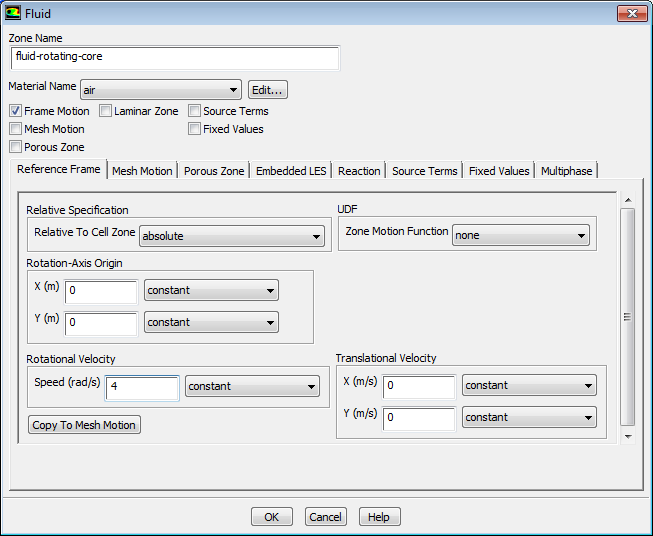 Fluid
Zone Name
fluid-rotating-core
Material Name air Edit...
Frame Motion Laminar Zone Source Terms
Mesh Motion Fixed Values
Porous Zone
Reference Frame Mesh Motion Porous Zone Embedded LES Reaction Source Terms Fixed Values Multiphase
Relative Specification UDF
Relative To Cell Zone absolute Zone Motion Function none
Rotation-Axis Origin
X (m) 0 constant
Y (m) 0 constant
Rotational Velocity Translational Velocity
Speed (rad/s) 4 constant X (m/s) 0 constant
Y (m/s) 0 constant
Copy To Mesh Motion
OK Cancel Help